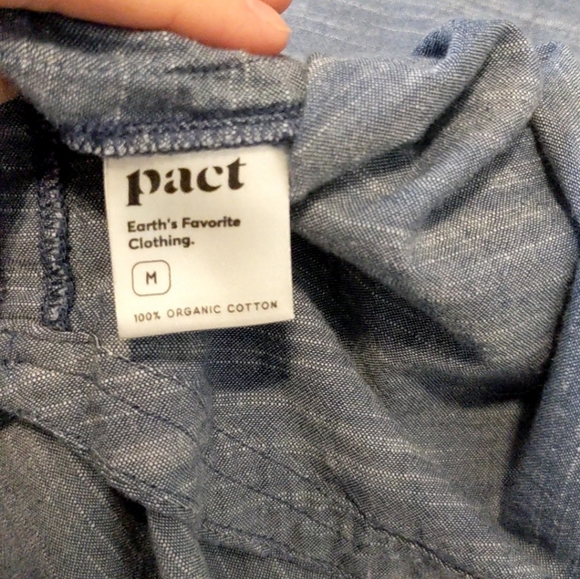 pact
Earth's Favorite
Clothing.
M
100% ORGANIC COTTON